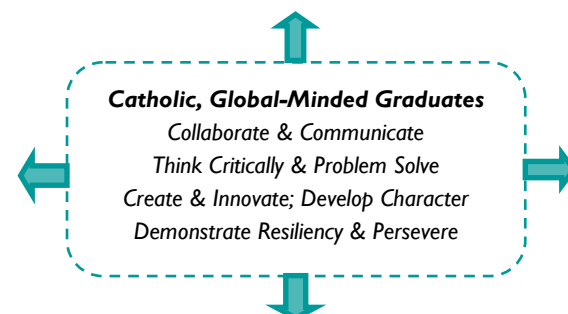 Catholic, Global-Minded Graduates
Collaborate & Communicate
Think Critically & Problem Solve
Create & Innovate; Develop Character
Demonstrate Resiliency & Persevere